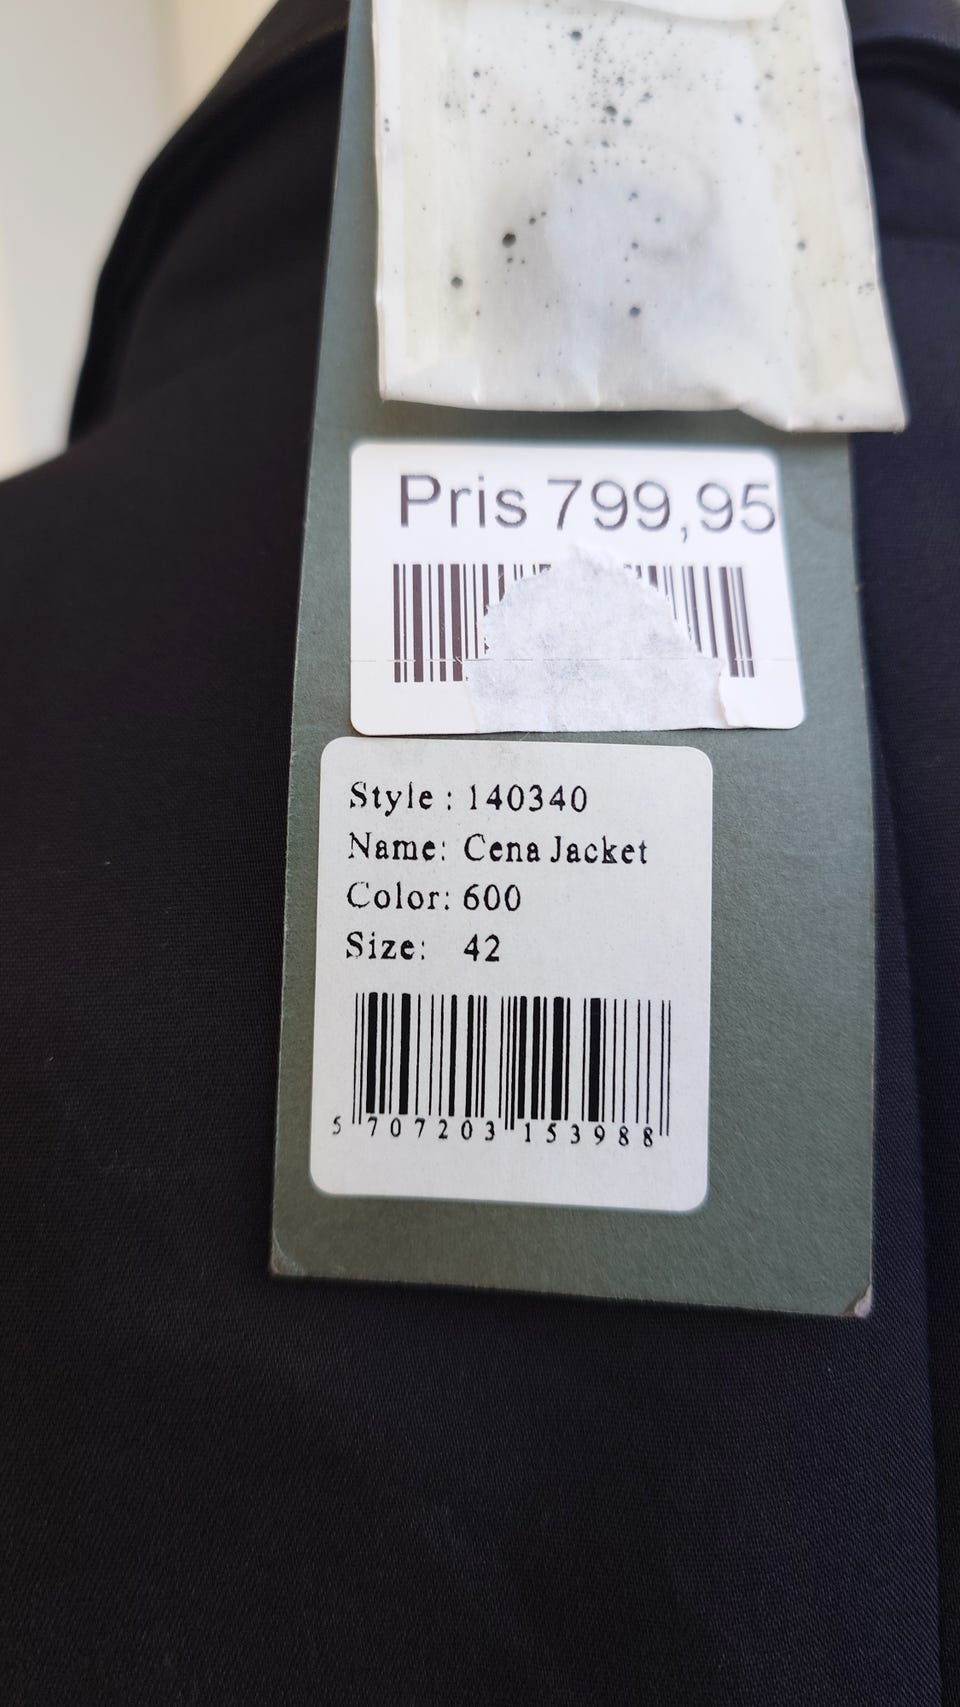 Pris 799,95
Style : 140340
Name: Cena Jacket
Color: 600
Size: 42
5 707203 153988